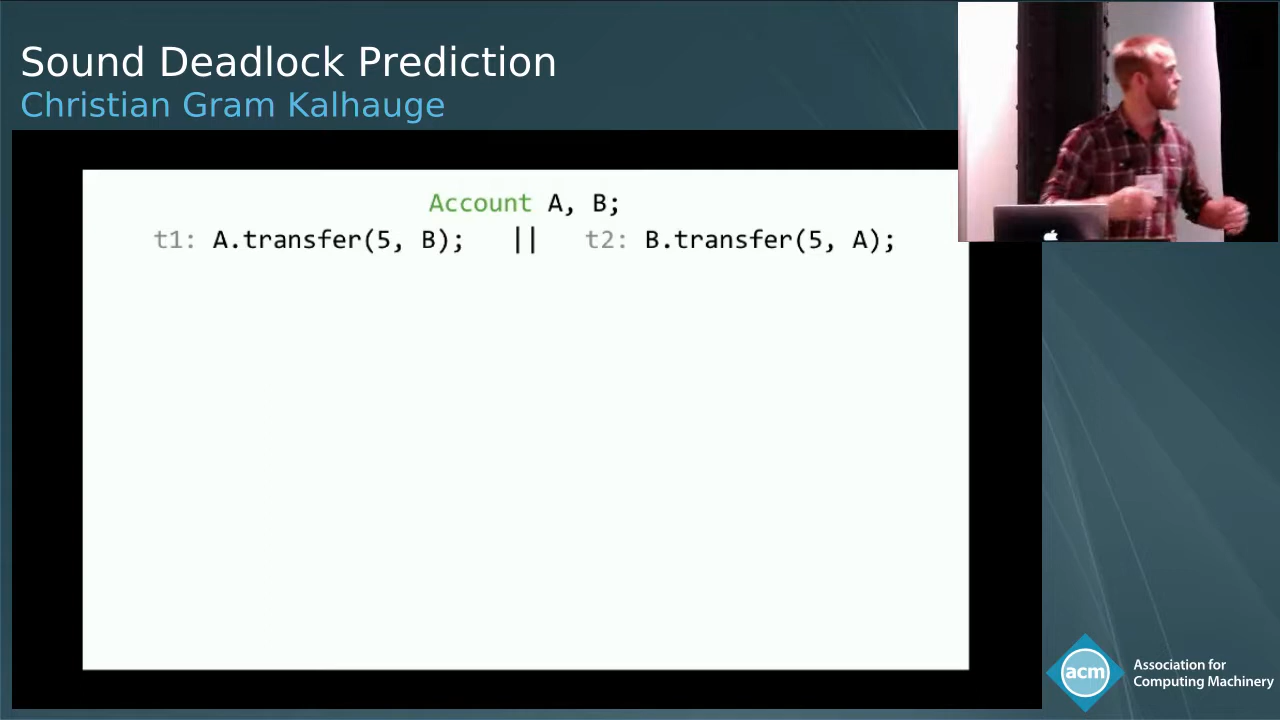 Sound Deadlock Prediction
Christian Gram Kalhauge
Account A, B;
t1: A.transfer(5, B);   ||   t2: B.transfer(5, A);
acm
Association for
Computing Machinery